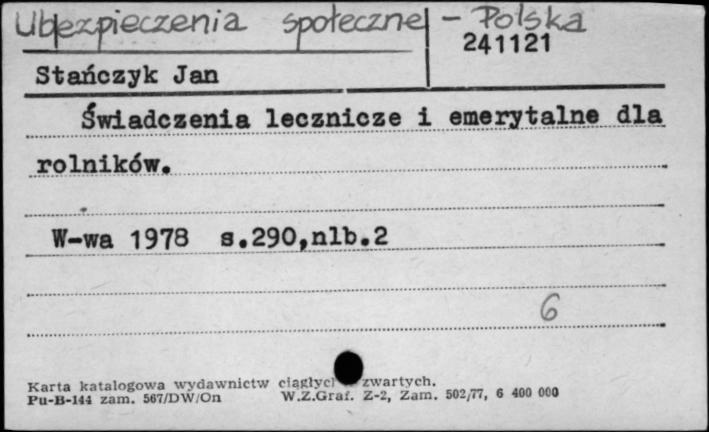 Ubezpieczenia społeczne - Polska
241121
Stańczyk Jan
Świadczenia lecznicze i emerytalne dla
rolników.
W-wa 1978 s.290,nlb.2
6
Karta katalogowa wydawnictw ciągłyc zwartych.
Pu-B-144 zam. 567/DW/On W.Z.Graf. Z-2, Zam. 502/77, 6 400 000